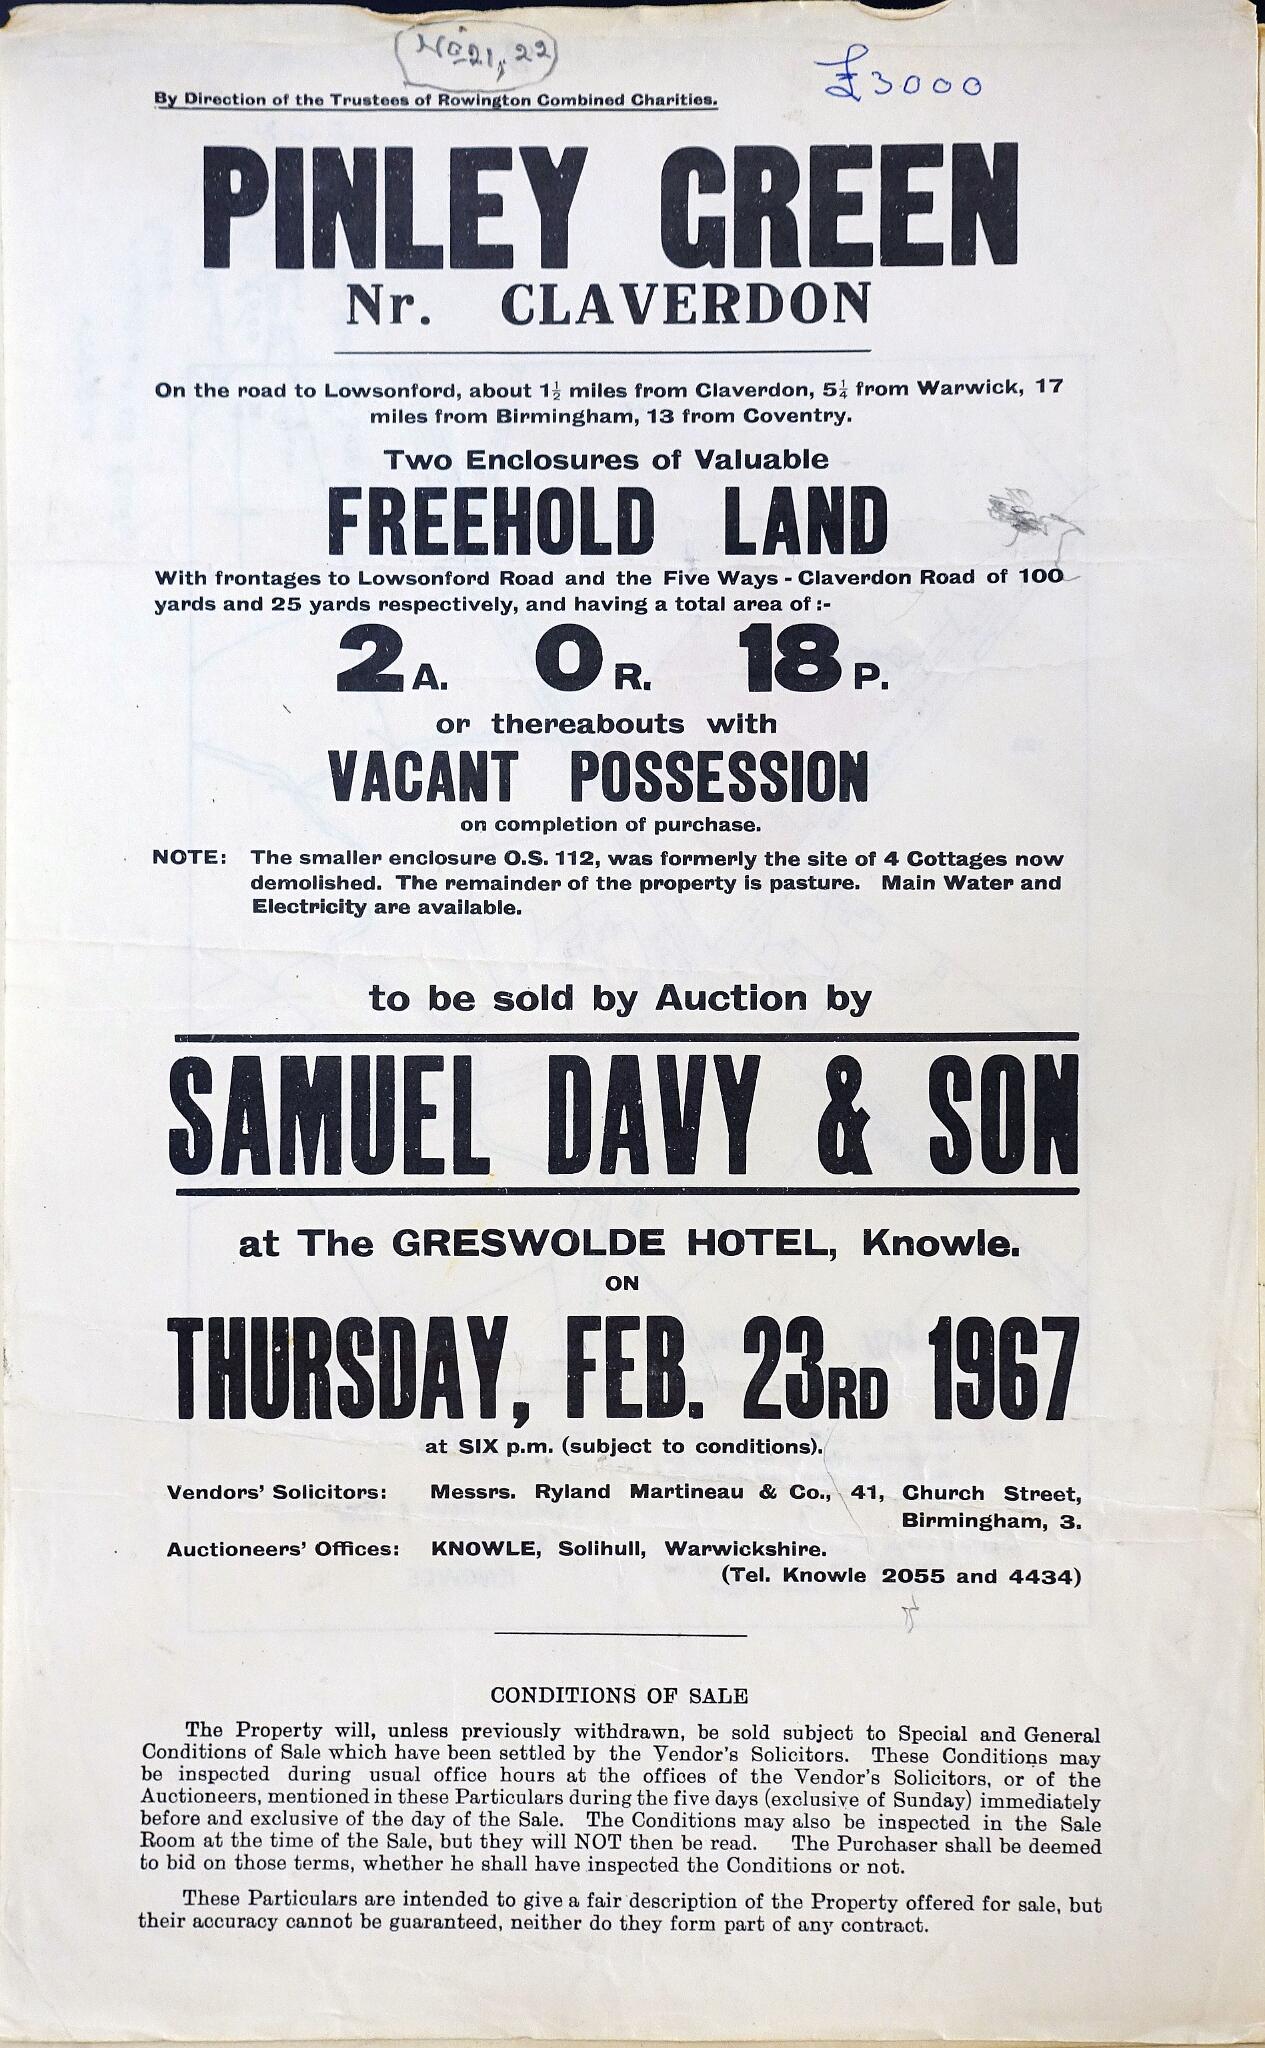 No 21, 22
£3000
By Direction of the Trustees of Rowington Combined Charities.
PINLEY GREEN
Nr. CLAVERDON
On the road to Lowsonford, about 1½ miles from Claverdon, 5¼ from Warwick, 17
miles from Birmingham, 13 from Coventry.
Two Enclosures of Valuable
FREEHOLD LAND
With frontages to Lowsonford Road and the Five Ways - Claverdon Road of 100
yards and 25 yards respectively, and having a total area of :-
2 A. 0 R. 18 P.
or thereabouts with
VACANT POSSESSION
on completion of purchase.
NOTE: The smaller enclosure O.S. 112, was formerly the site of 4 Cottages now
demolished. The remainder of the property is pasture. Main Water and
Electricity are available.
to be sold by Auction by
SAMUEL DAVY & SON
at The GRESWOLDE HOTEL, Knowle.
ON
THURSDAY, FEB. 23RD 1967
at SIX p.m. (subject to conditions).
Vendors' Solicitors: Messrs. Ryland Martineau & Co., 41, Church Street,
Birmingham, 3.
Auctioneers' Offices: KNOWLE, Solihull, Warwickshire.
(Tel. Knowle 2055 and 4434)
CONDITIONS OF SALE
The Property will, unless previously withdrawn, be sold subject to Special and General
Conditions of Sale which have been settled by the Vendor's Solicitors. These Conditions may
be inspected during usual office hours at the offices of the Vendor's Solicitors, or of the
Auctioneers, mentioned in these Particulars during the five days (exclusive of Sunday) immediately
before and exclusive of the day of the Sale. The Conditions may also be inspected in the Sale
Room at the time of the Sale, but they will NOT then be read. The Purchaser shall be deemed
to bid on those terms, whether he shall have inspected the Conditions or not.
These Particulars are intended to give a fair description of the Property offered for sale, but
their accuracy cannot be guaranteed, neither do they form part of any contract.